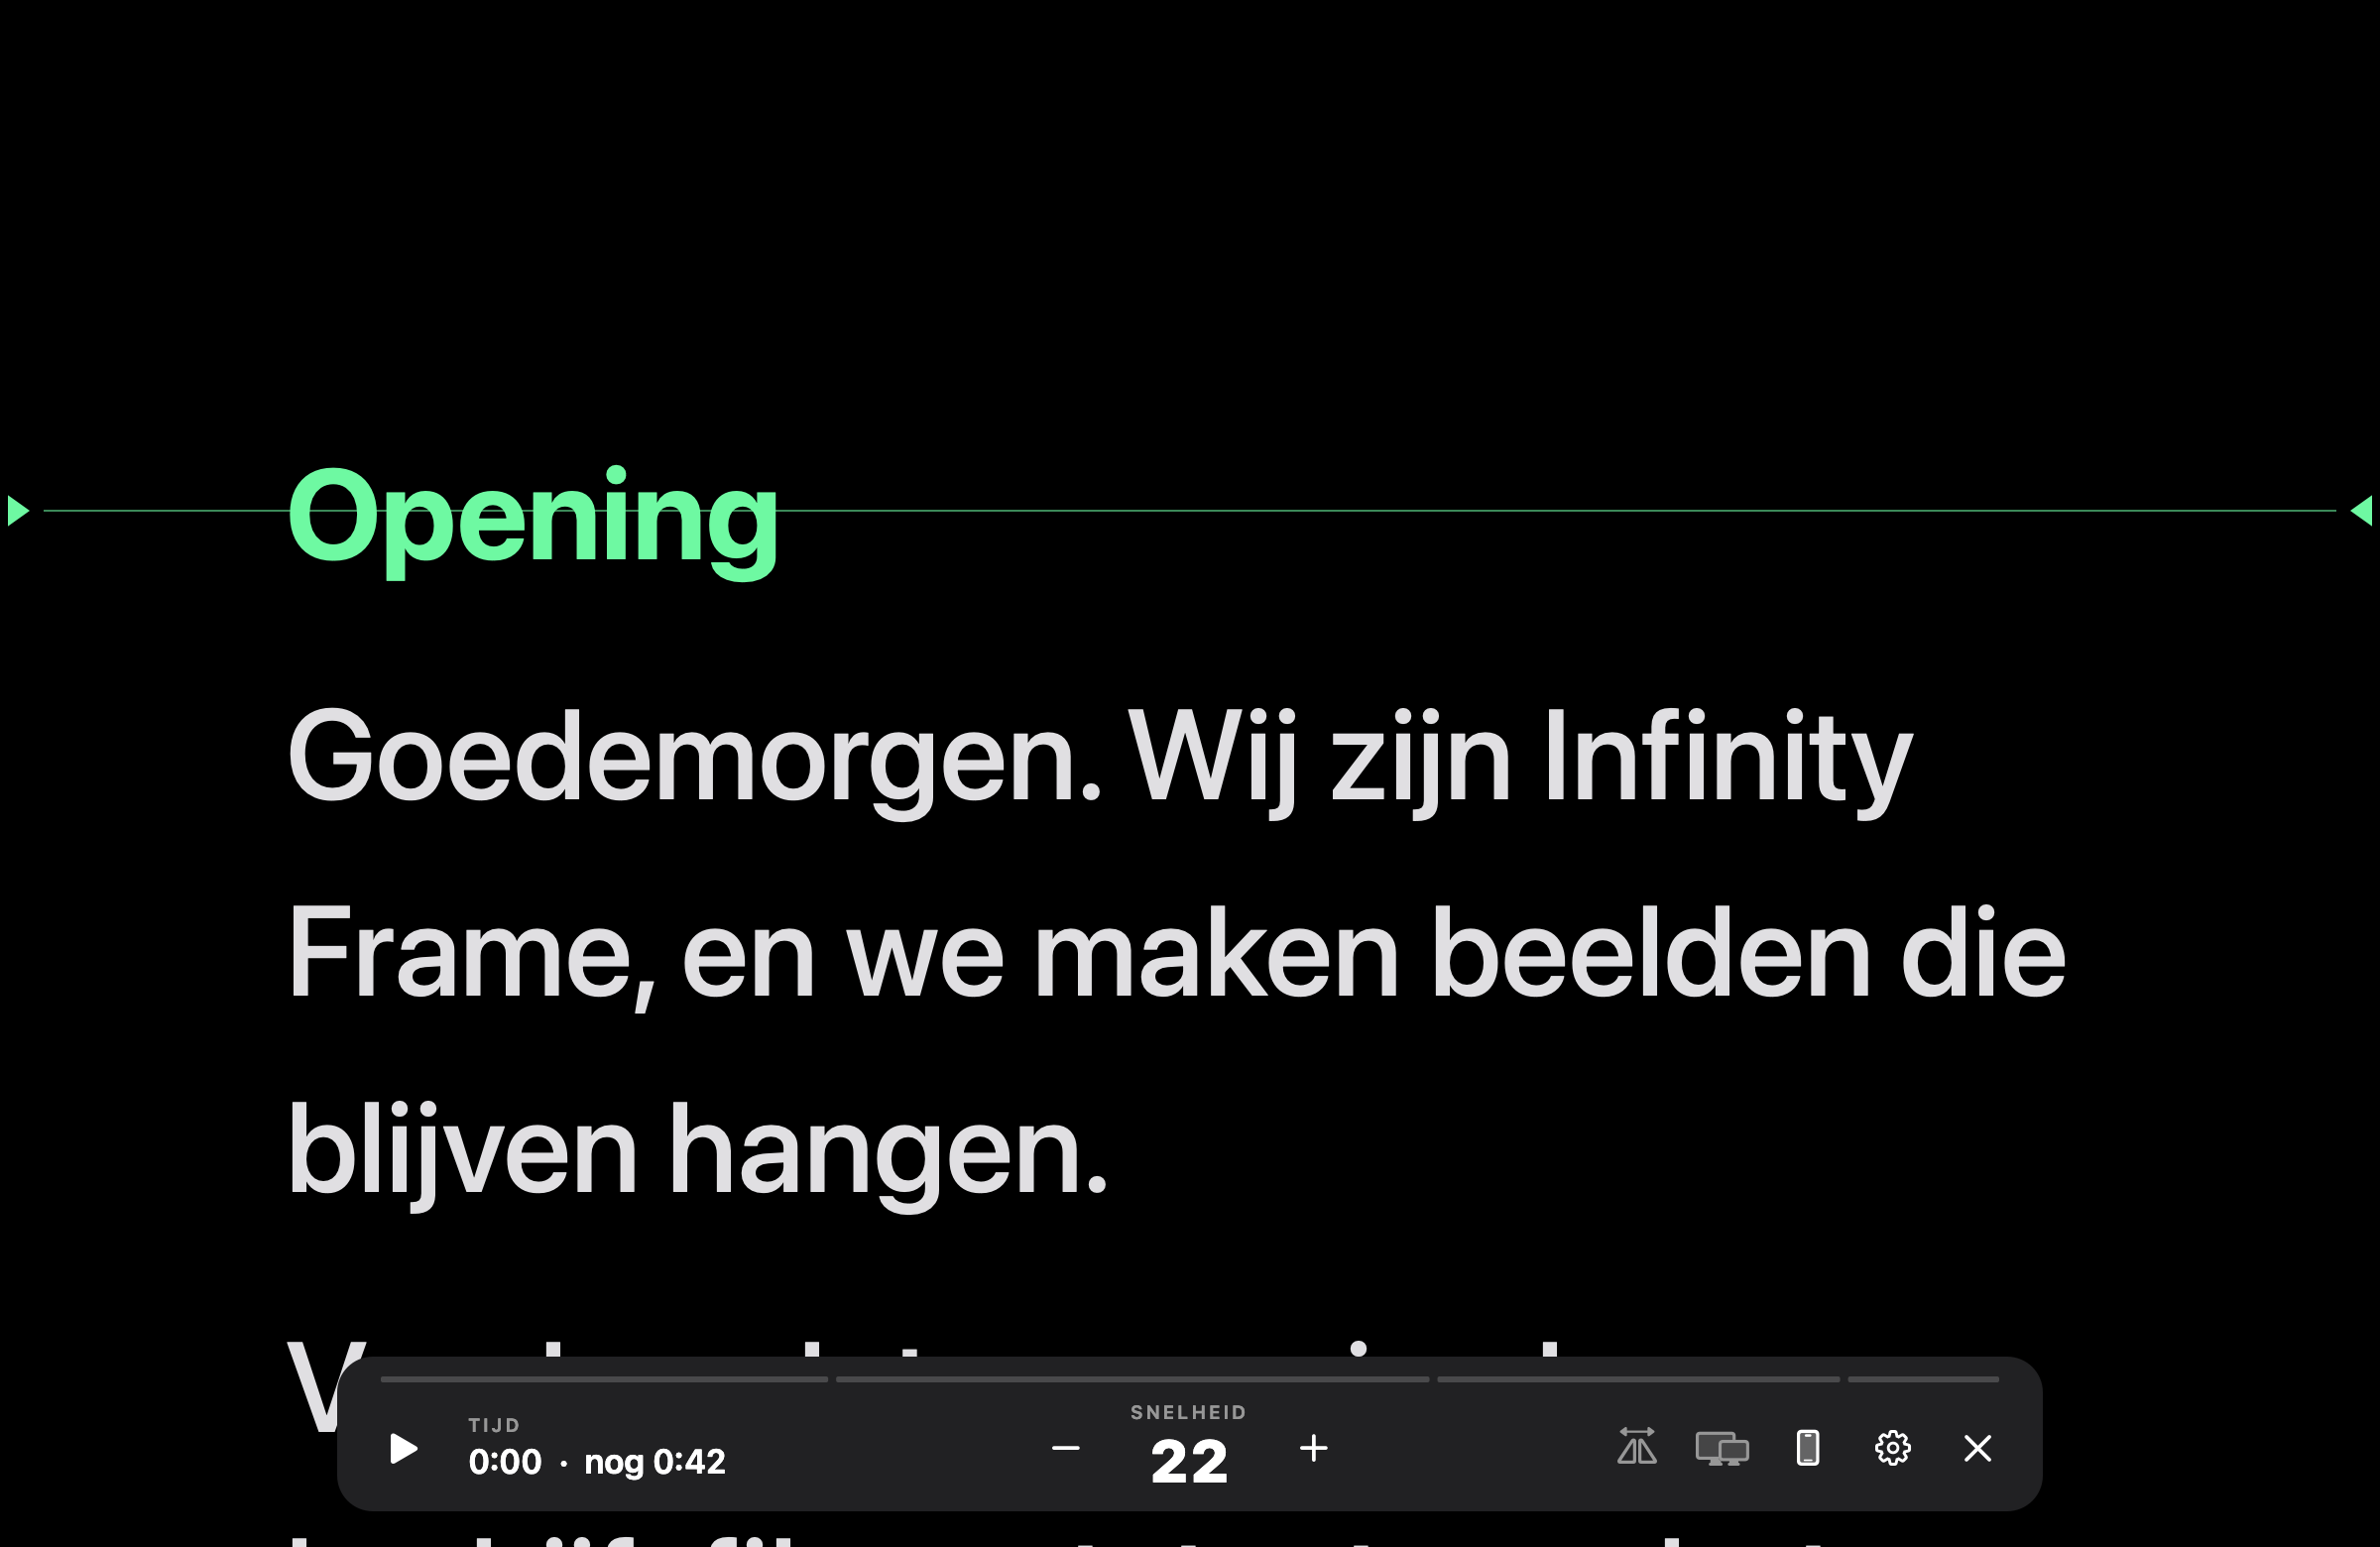 Opening
Goedemorgen. Wij zijn Infinity
Frame, en we maken beelden die
blijven hangen.
TIJD
0:00 · nog 0:42
SNELHEID
22